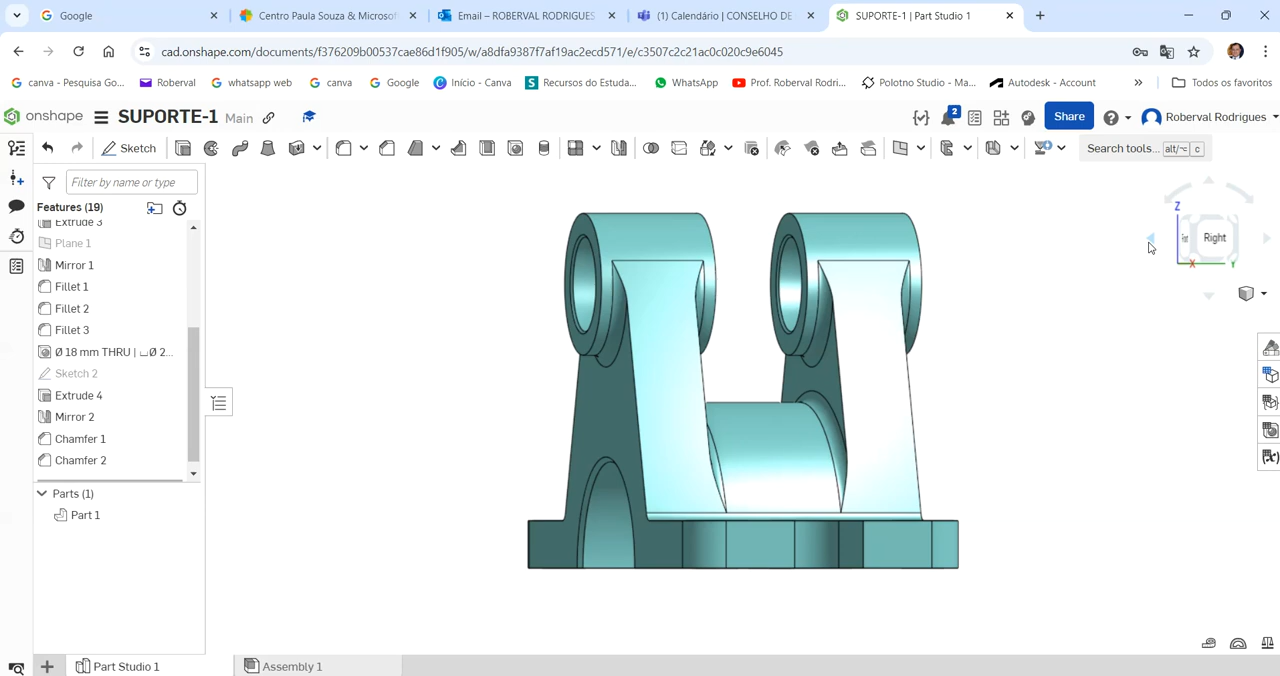 Google
Centro Paula Souza & Microsof
Email – ROBERVAL RODRIGUES
(1) Calendário | CONSELHO DE
SUPORTE-1 | Part Studio 1
cad.onshape.com/documents/f376209b00537cae86d1f905/w/a8dfa9387f7af19ac2ecd571/e/c3507c2c21ac0c020c9e6045
canva - Pesquisa Go...
Roberval
whatsapp web
canva
Google
Início - Canva
Recursos do Estuda...
WhatsApp
Prof. Roberval Rodri...
Polotno Studio - Ma...
Autodesk - Account
Todos os favoritos
onshape
SUPORTE-1
Main
2
Share
Roberval Rodrigues
Sketch
Search tools...
alt/⌥
c
Filter by name or type
Features (19)
Extrude 3
Plane 1
Mirror 1
Fillet 1
Fillet 2
Fillet 3
Ø 18 mm THRU | ⌴Ø 2...
Sketch 2
Extrude 4
Mirror 2
Chamfer 1
Chamfer 2
Parts (1)
Part 1
Z
Right
X
Y
Part Studio 1
Assembly 1